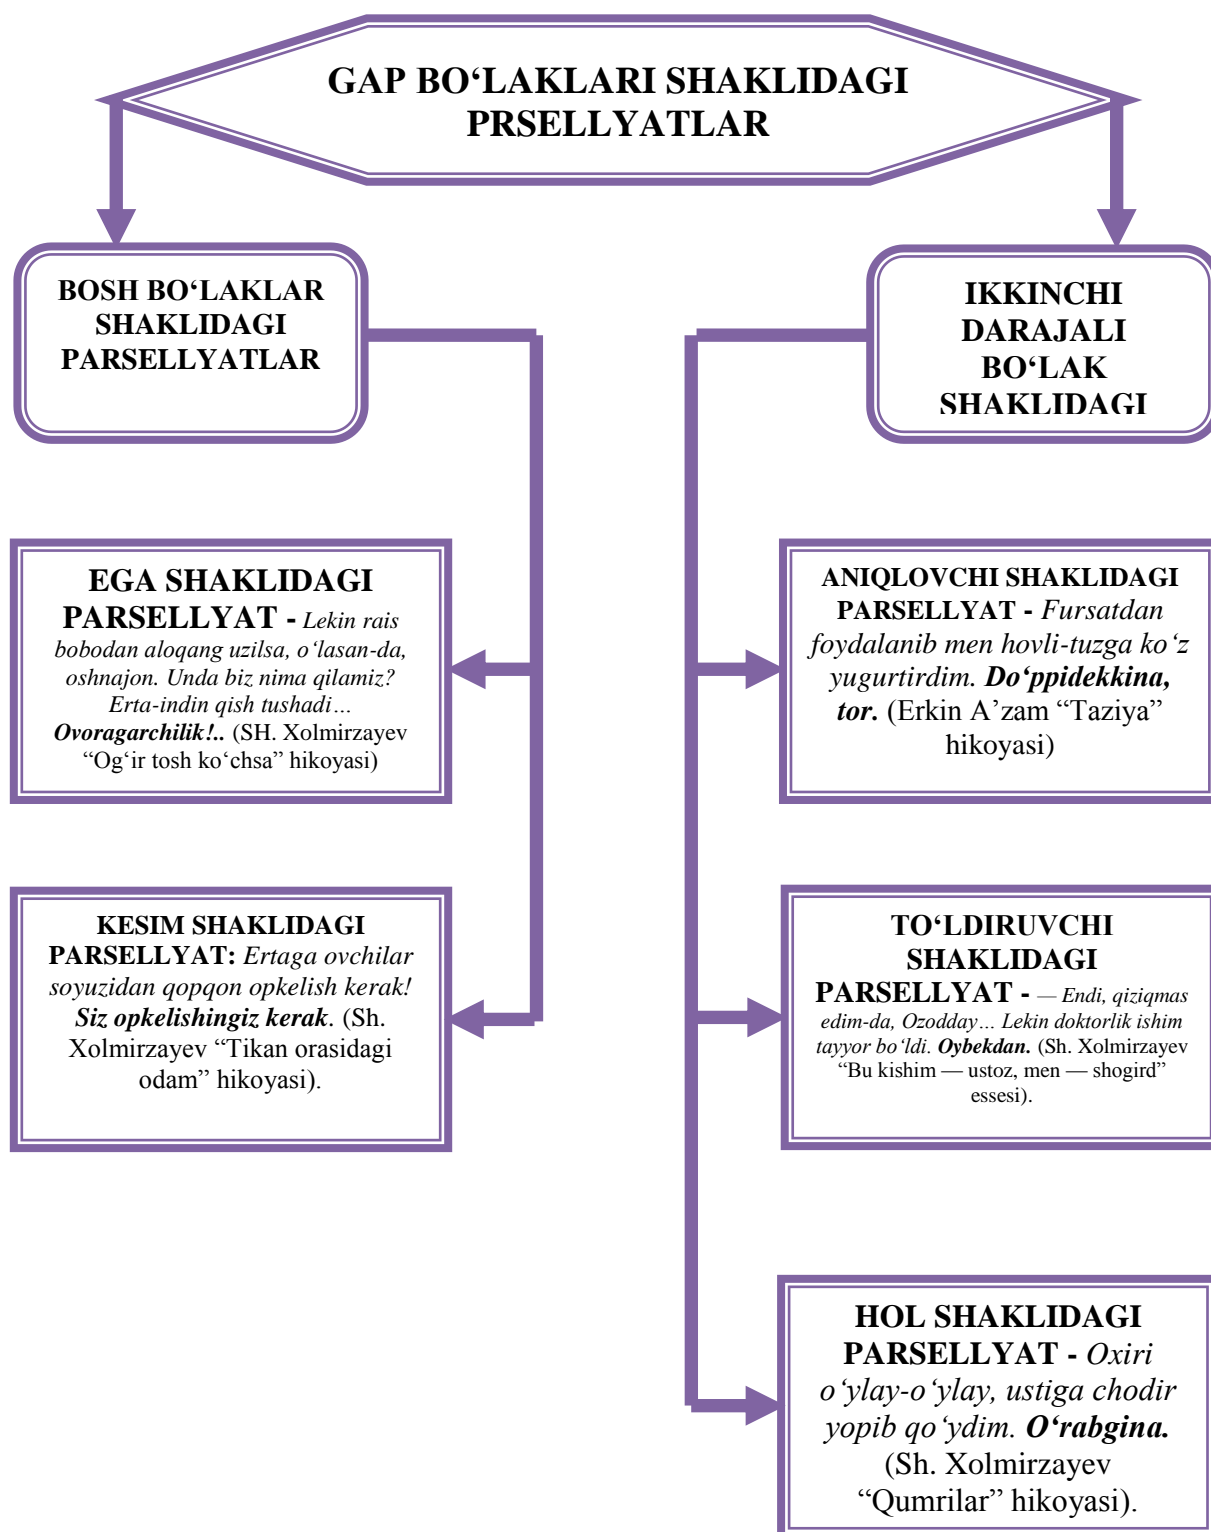 GAP BO‘LAKLARI SHAKLIDAGI
PRSELLYATLAR
BOSH BO‘LAKLAR
SHAKLIDAGI
PARSELLYATLAR
IKKINCHI
DARAJALI
BO‘LAK
SHAKLIDAGI
EGA SHAKLIDAGI
PARSELLYAT - Lekin rais
bobodan aloqang uzilsa, o‘lasan-da,
oshnajon. Unda biz nima qilamiz?
Erta-indin qish tushadi…
Ovoragarchilik!.. (SH. Xolmirzayev
“Og‘ir tosh ko‘chsa” hikoyasi)
KESIM SHAKLIDAGI
PARSELLYAT: Ertaga ovchilar
soyuzidan qopqon opkelish kerak!
Siz opkelishingiz kerak. (Sh.
Xolmirzayev “Tikan orasidagi
odam” hikoyasi).
ANIQLOVCHI SHAKLIDAGI
PARSELLYAT - Fursatdan
foydalanib men hovli-tuzga ko‘z
yugurtirdim. Do‘ppidekkina,
tor. (Erkin A’zam “Taziya”
hikoyasi)
TO‘LDIRUVCHI
SHAKLIDAGI
PARSELLYAT - — Endi, qiziqmas
edim-da, Ozodday… Lekin doktorlik ishim
tayyor bo‘ldi. Oybekdan. (Sh. Xolmirzayev
“Bu kishim — ustoz, men — shogird”
essesi).
HOL SHAKLIDAGI
PARSELLYAT - Oxiri
o‘ylay-o‘ylay, ustiga chodir
yopib qo‘ydim. O‘rabgina.
(Sh. Xolmirzayev
“Qumrilar” hikoyasi).